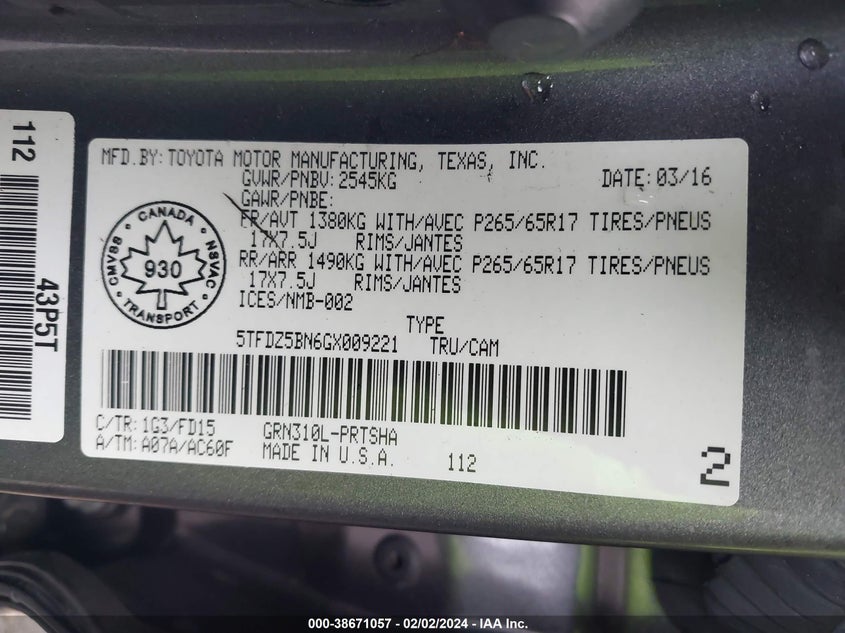 112
43P5T
MFD.BY: TOYOTA MOTOR MANUFACTURING, TEXAS, INC.
GVWR/PNBV: 2545KG DATE: 03/16
GAWR/PNBE:
FR/AVT 1380KG WITH/AVEC P265/65R17 TIRES/PNEUS
17X7.5J RIMS/JANTES
RR/ARR 1490KG WITH/AVEC P265/65R17 TIRES/PNEUS
17X7.5J RIMS/JANTES
ICES/NMB-002
CANADA
CMVSS 930 NSVAC
TRANSPORT
TYPE
5TFDZ5BN6GX009221 TRU/CAM
C/TR: 1G3/FD15 GRN310L-PRTSHA
A/TM: A07A/AC60F MADE IN U.S.A. 112
2
000-38671057 - 02/02/2024 - IAA Inc.